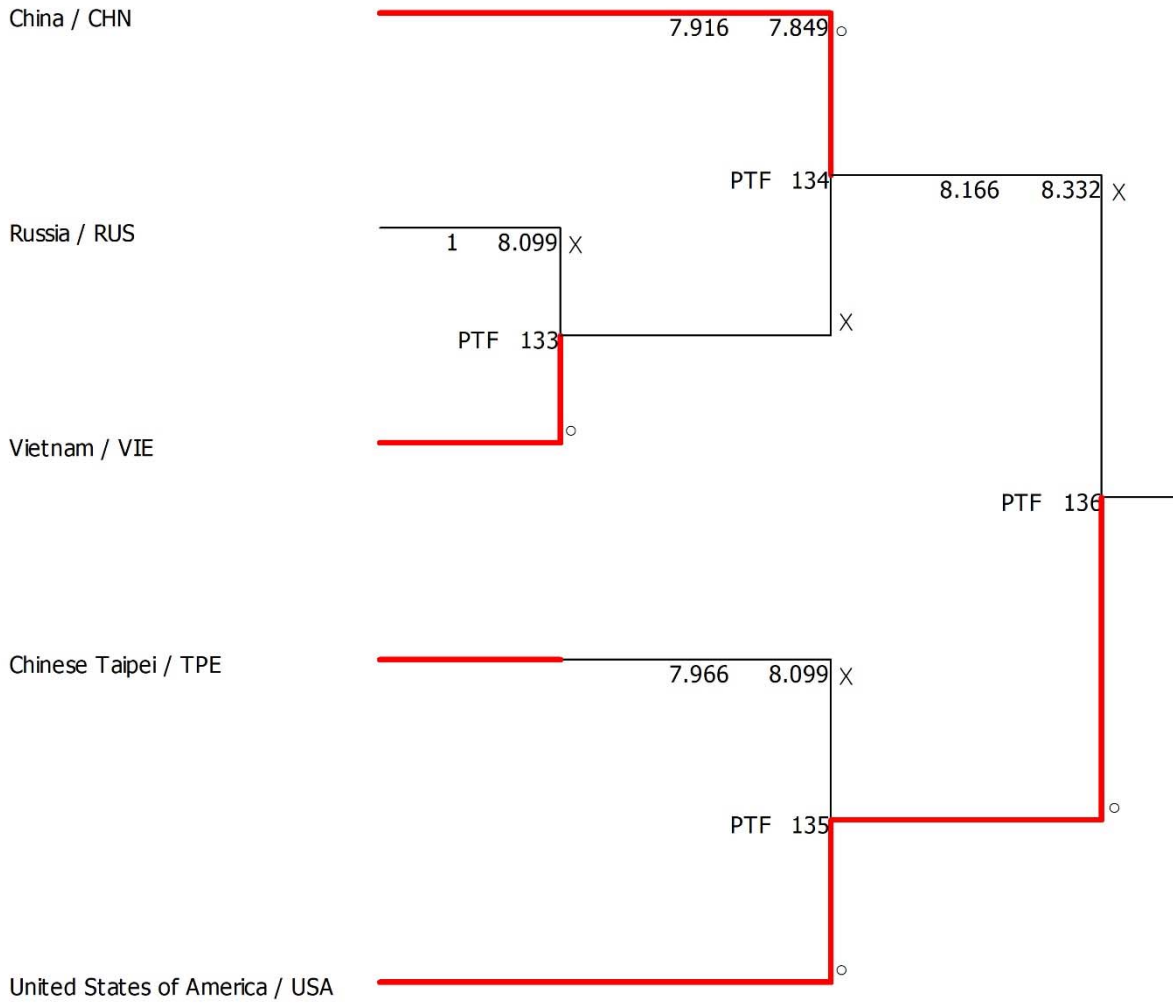 China / CHN
7.916 7.849 ○
PTF 134
8.166 8.332 X
Russia / RUS
1 8.099 X
X
PTF 133
○
Vietnam / VIE
PTF 136
Chinese Taipei / TPE
7.966 8.099 X
○
PTF 135
○
United States of America / USA